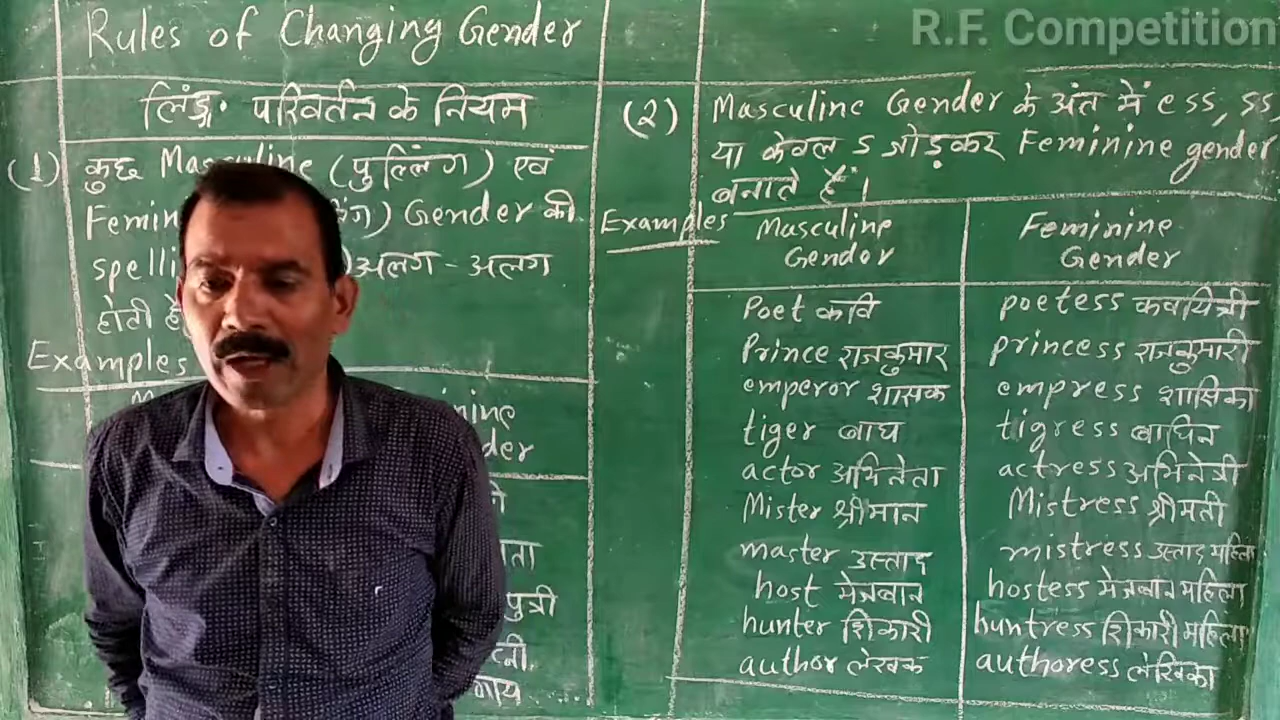 R.F. Competition
Rules of Changing Gender
लिंङ्ग. परिवर्तन के नियम
(1) कुछ Masculine (पुल्लिंग) एवं
Gender की
अलग - अलग
होती
Examples
(2) Masculine Gender के अंत में ess, ss,
या केवल s जोड़कर Feminine gender
बनाते हैं।
Examples
Masculine Gender Feminine Gender
Poet कवि poetess कवयित्री
Prince राजकुमार princess राजकुमारी
emperor शासक empress शासिका
tiger बाघ tigress बाघिन
actor अभिनेता actress अभिनेत्री
Mister श्रीमान Mistress श्रीमती
master उस्ताद mistress उस्ताद महिला
host मेजबान hostess मेजबान महिला
hunter शिकारी huntress शिकारी महिला
author लेखक authoress लेखिका
पुत्री
गाय ...